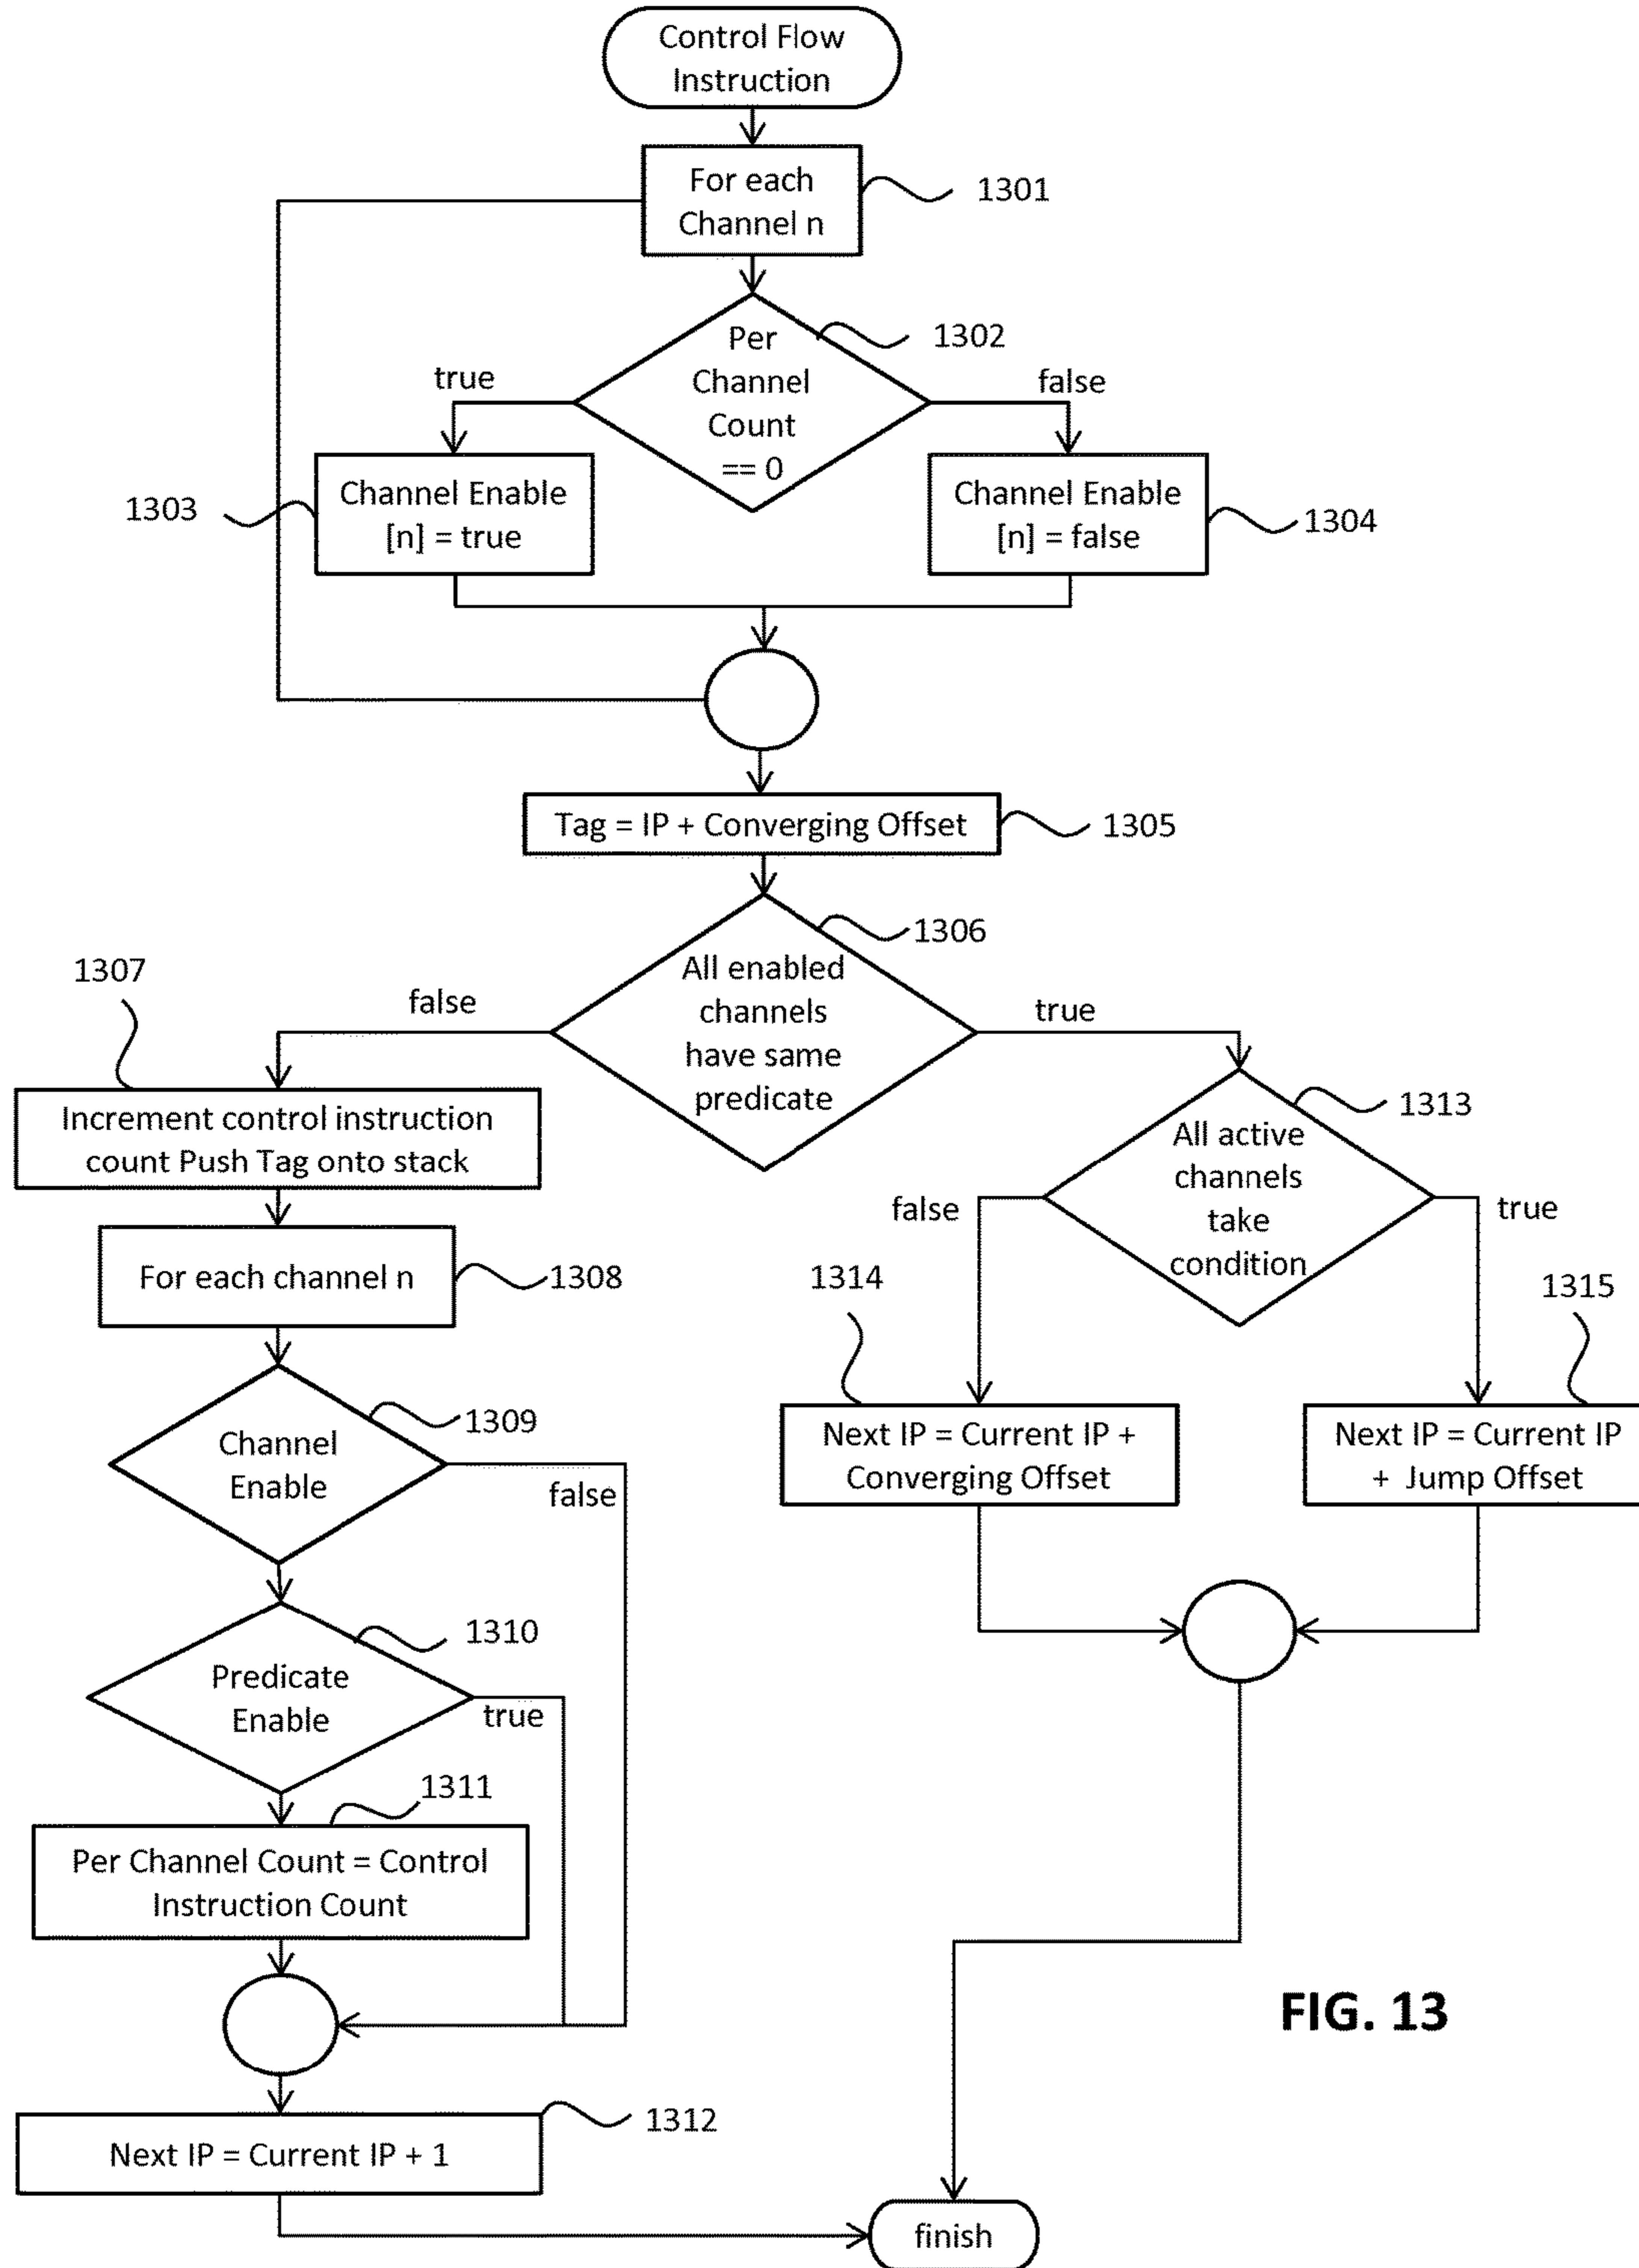 Control Flow
Instruction
For each
Channel n
1301
Per
Channel
Count
== 0
1302
true
false
Channel Enable
[n] = true
1303
Channel Enable
[n] = false
1304
Tag = IP + Converging Offset
1305
All enabled
channels
have same
predicate
1306
false
true
1307
Increment control instruction
count Push Tag onto stack
For each channel n
1308
Channel
Enable
1309
false
Predicate
Enable
1310
true
1311
Per Channel Count = Control
Instruction Count
Next IP = Current IP + 1
1312
All active
channels
take
condition
1313
false
true
1314
Next IP = Current IP +
Converging Offset
1315
Next IP = Current IP
+ Jump Offset
FIG. 13
finish